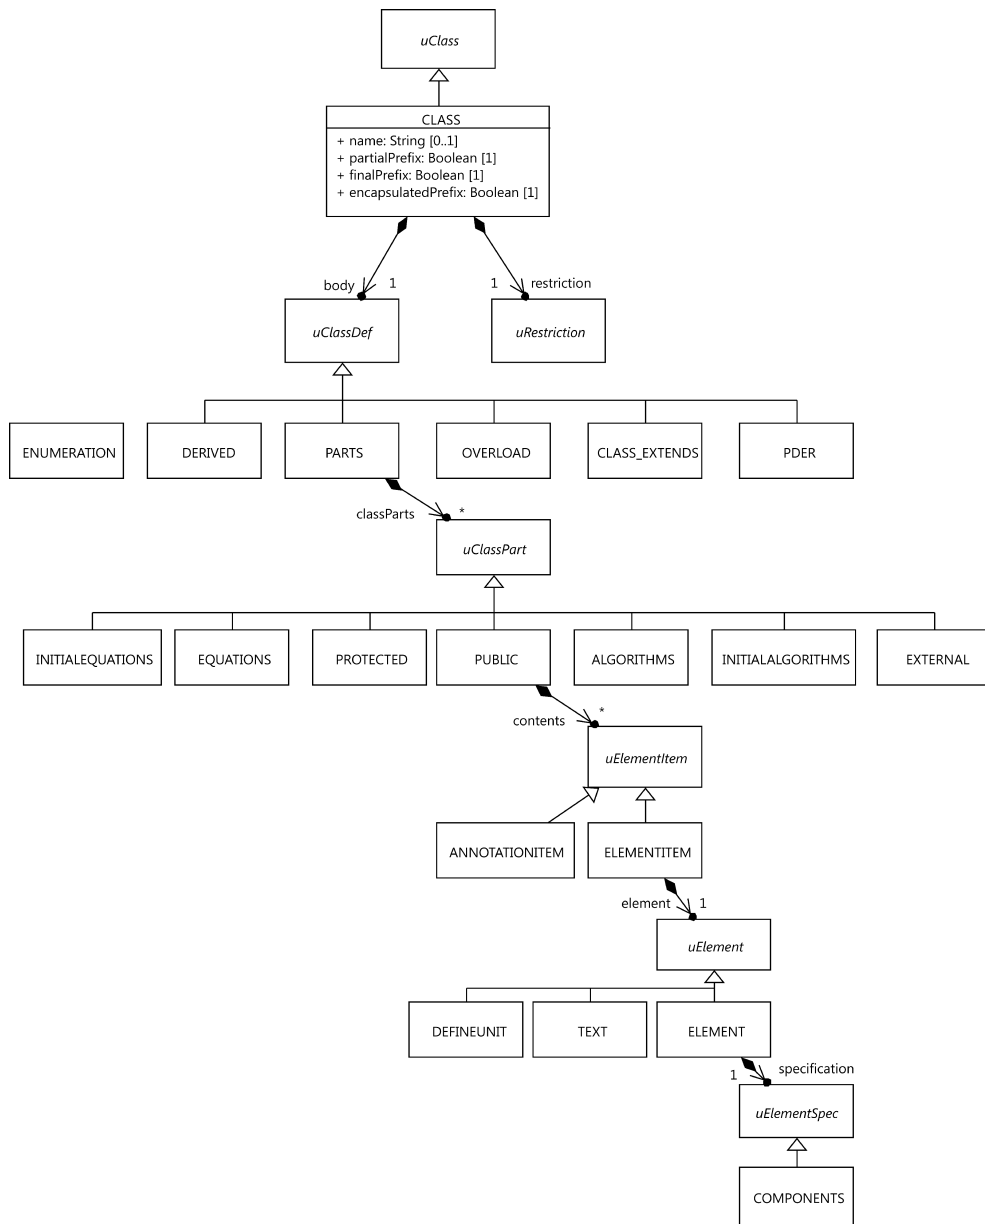 uClass
CLASS
+ name: String [0..1]
+ partialPrefix: Boolean [1]
+ finalPrefix: Boolean [1]
+ encapsulatedPrefix: Boolean [1]
body
1
1
restriction
uClassDef
uRestriction
ENUMERATION
DERIVED
PARTS
OVERLOAD
CLASS_EXTENDS
PDER
classParts
*
uClassPart
INITIALEQUATIONS
EQUATIONS
PROTECTED
PUBLIC
ALGORITHMS
INITIALALGORITHMS
EXTERNAL
contents
*
uElementItem
ANNOTATIONITEM
ELEMENTITEM
element
1
uElement
DEFINEUNIT
TEXT
ELEMENT
1
specification
uElementSpec
COMPONENTS